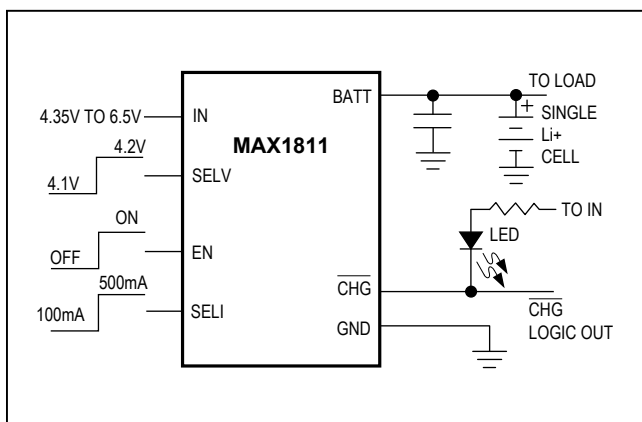 MAX1811
4.35V TO 6.5V
IN
4.2V
4.1V
SELV
ON
OFF
EN
500mA
100mA
SELI
BATT
TO LOAD
+
SINGLE
Li+
CELL
TO IN
LED
CHG
CHG
LOGIC OUT
GND